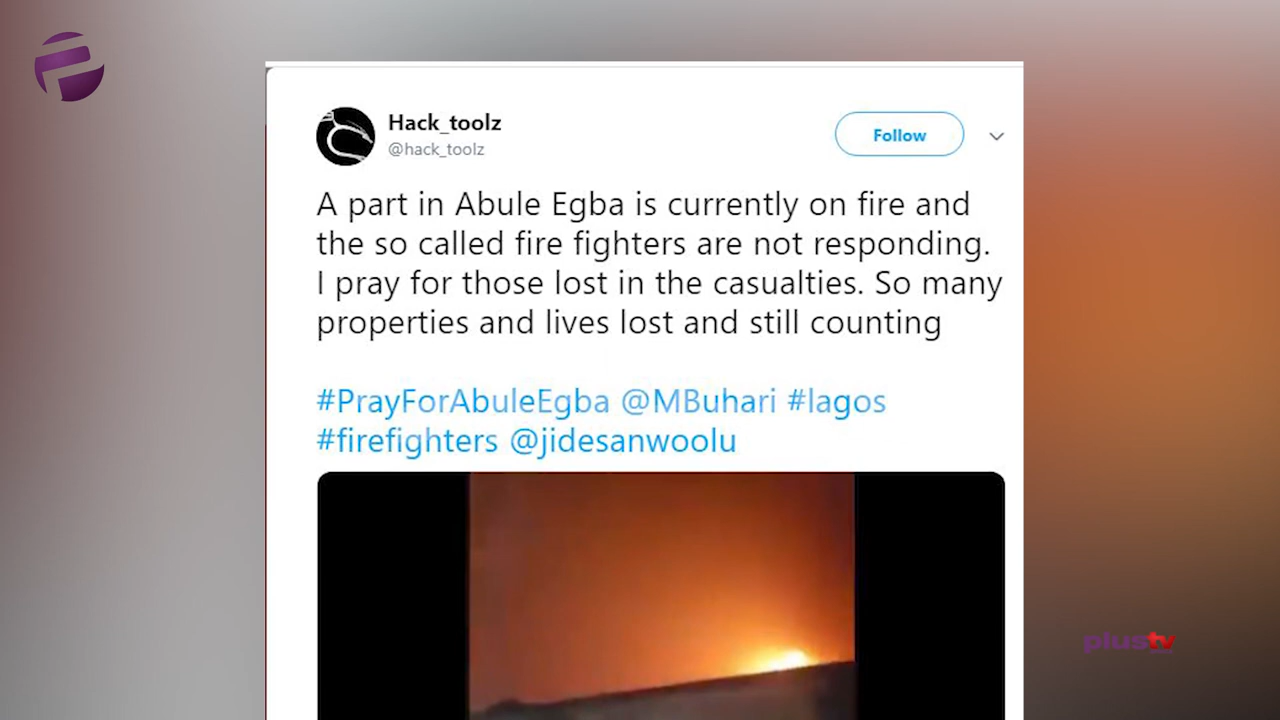 Hack_toolz
@hack_toolz
Follow
A part in Abule Egba is currently on fire and
the so called fire fighters are not responding.
I pray for those lost in the casualties. So many
properties and lives lost and still counting
#PrayForAbuleEgba @MBuhari #lagos
#firefighters @jidesanwoolu
plustv